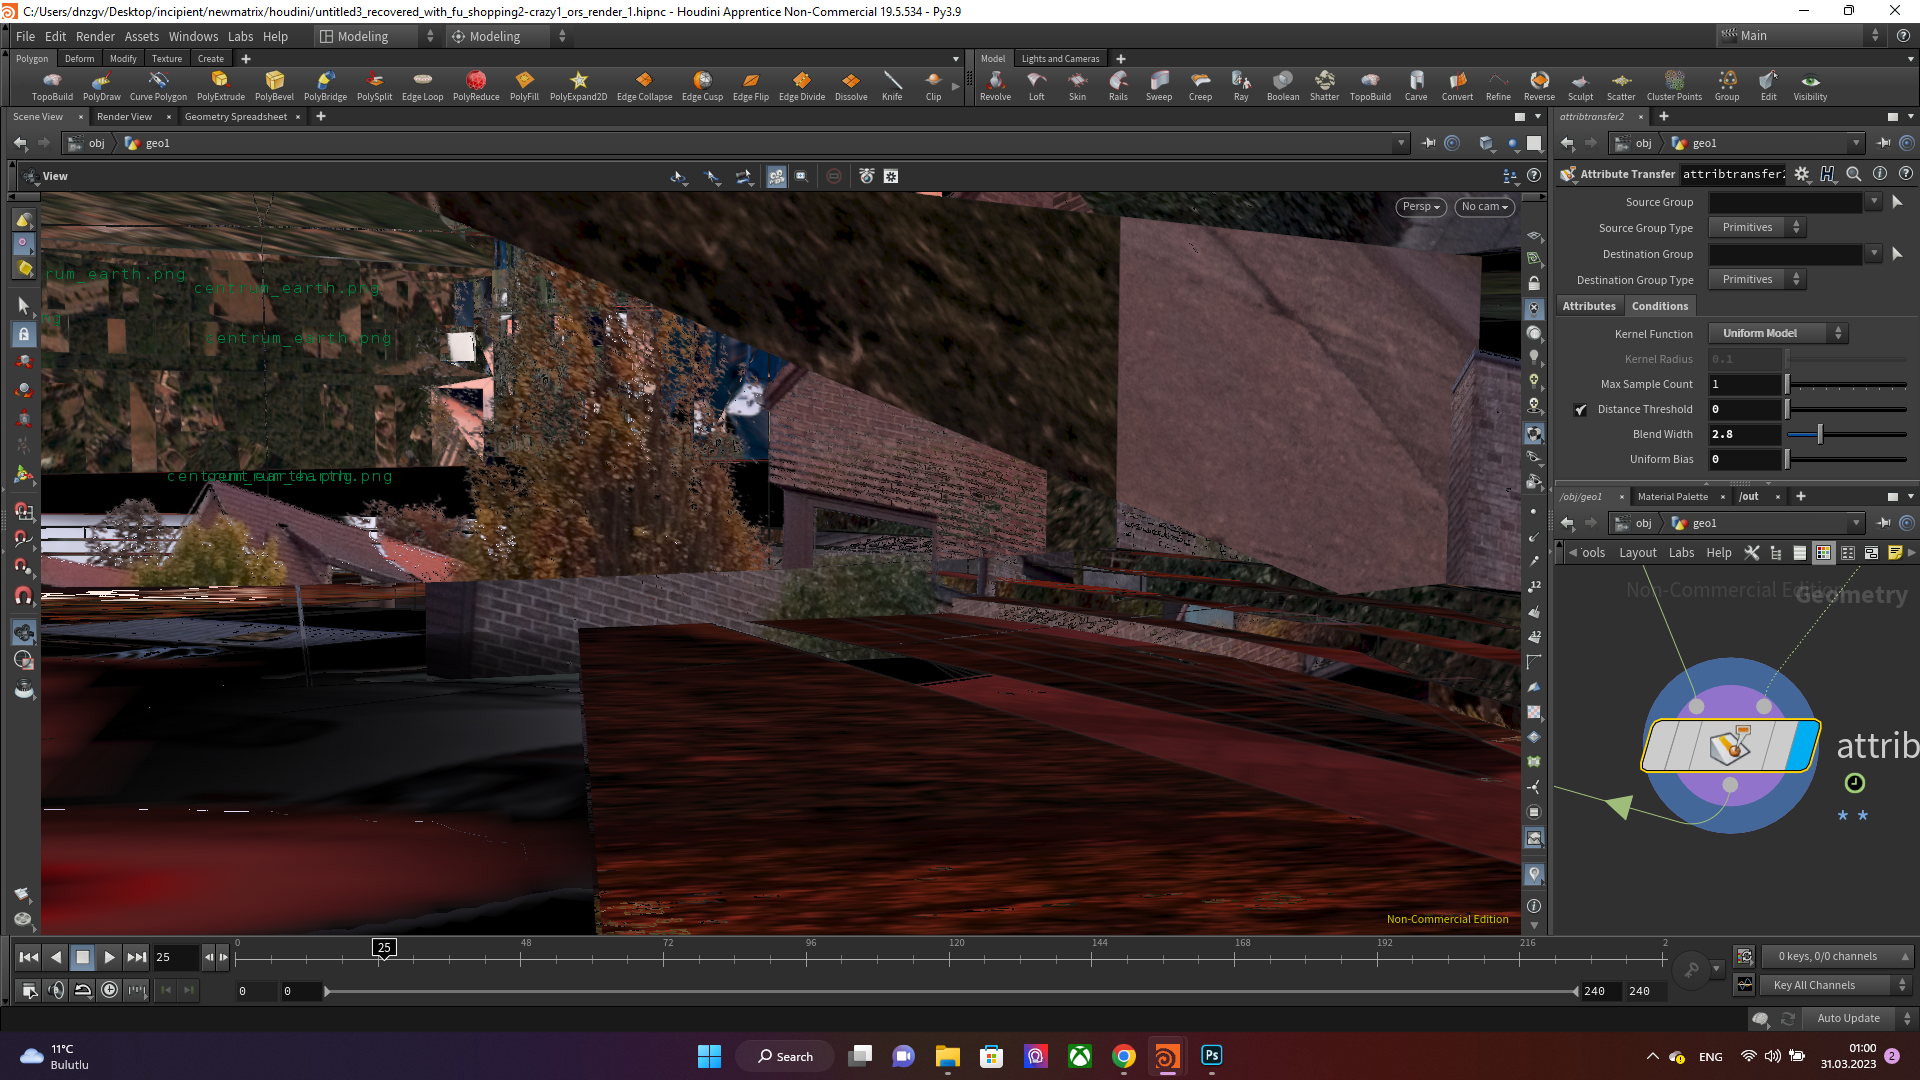 C:/Users/dnzgv/Desktop/incipient/newmatrix/houdini/untitled3_recovered_with_fu_shopping2-crazy1_ors_render_1.hipnc - Houdini Apprentice Non-Commercial 19.5.534 - Py3.9
File Edit Render Assets Windows Labs Help Modeling Modeling Main
Polygon Deform Modify Texture Create Model Lights and Cameras
TopoBuild PolyDraw Curve Polygon PolyExtrude PolyBevel PolyBridge PolySplit Edge Loop PolyReduce PolyFill PolyExpand2D Edge Collapse Edge Cusp Edge Flip Edge Divide Dissolve Knife Clip
Revolve Loft Skin Rails Sweep Creep Ray Boolean Shatter TopoBuild Carve Convert Refine Reverse Sculpt Scatter Cluster Points Group Edit Visibility
Scene View Render View Geometry Spreadsheet attribtransfer2
obj geo1 obj geo1
View
Persp No cam
Attribute Transfer attribtransfer2
Source Group
Source Group Type Primitives
Destination Group
Destination Group Type Primitives
Attributes Conditions
Kernel Function Uniform Model
Kernel Radius 0.1
Max Sample Count 1
Distance Threshold 0
Blend Width 2.8
Uniform Bias 0
rum_earth.png
centrum_earth.png
centrum_earth.png
/obj/geo1 Material Palette /out
obj geo1
ools Layout Labs Help
Non-Commercial Edition
Geometry
attrib
12
12
Non-Commercial Edition
25 0 25 48 72 96 120 144 168 192 216 2
0 0 240 240
0 keys, 0/0 channels
Key All Channels
Auto Update
11°C
Bulutlu
Search
Ps
ENG
01:00
31.03.2023
2